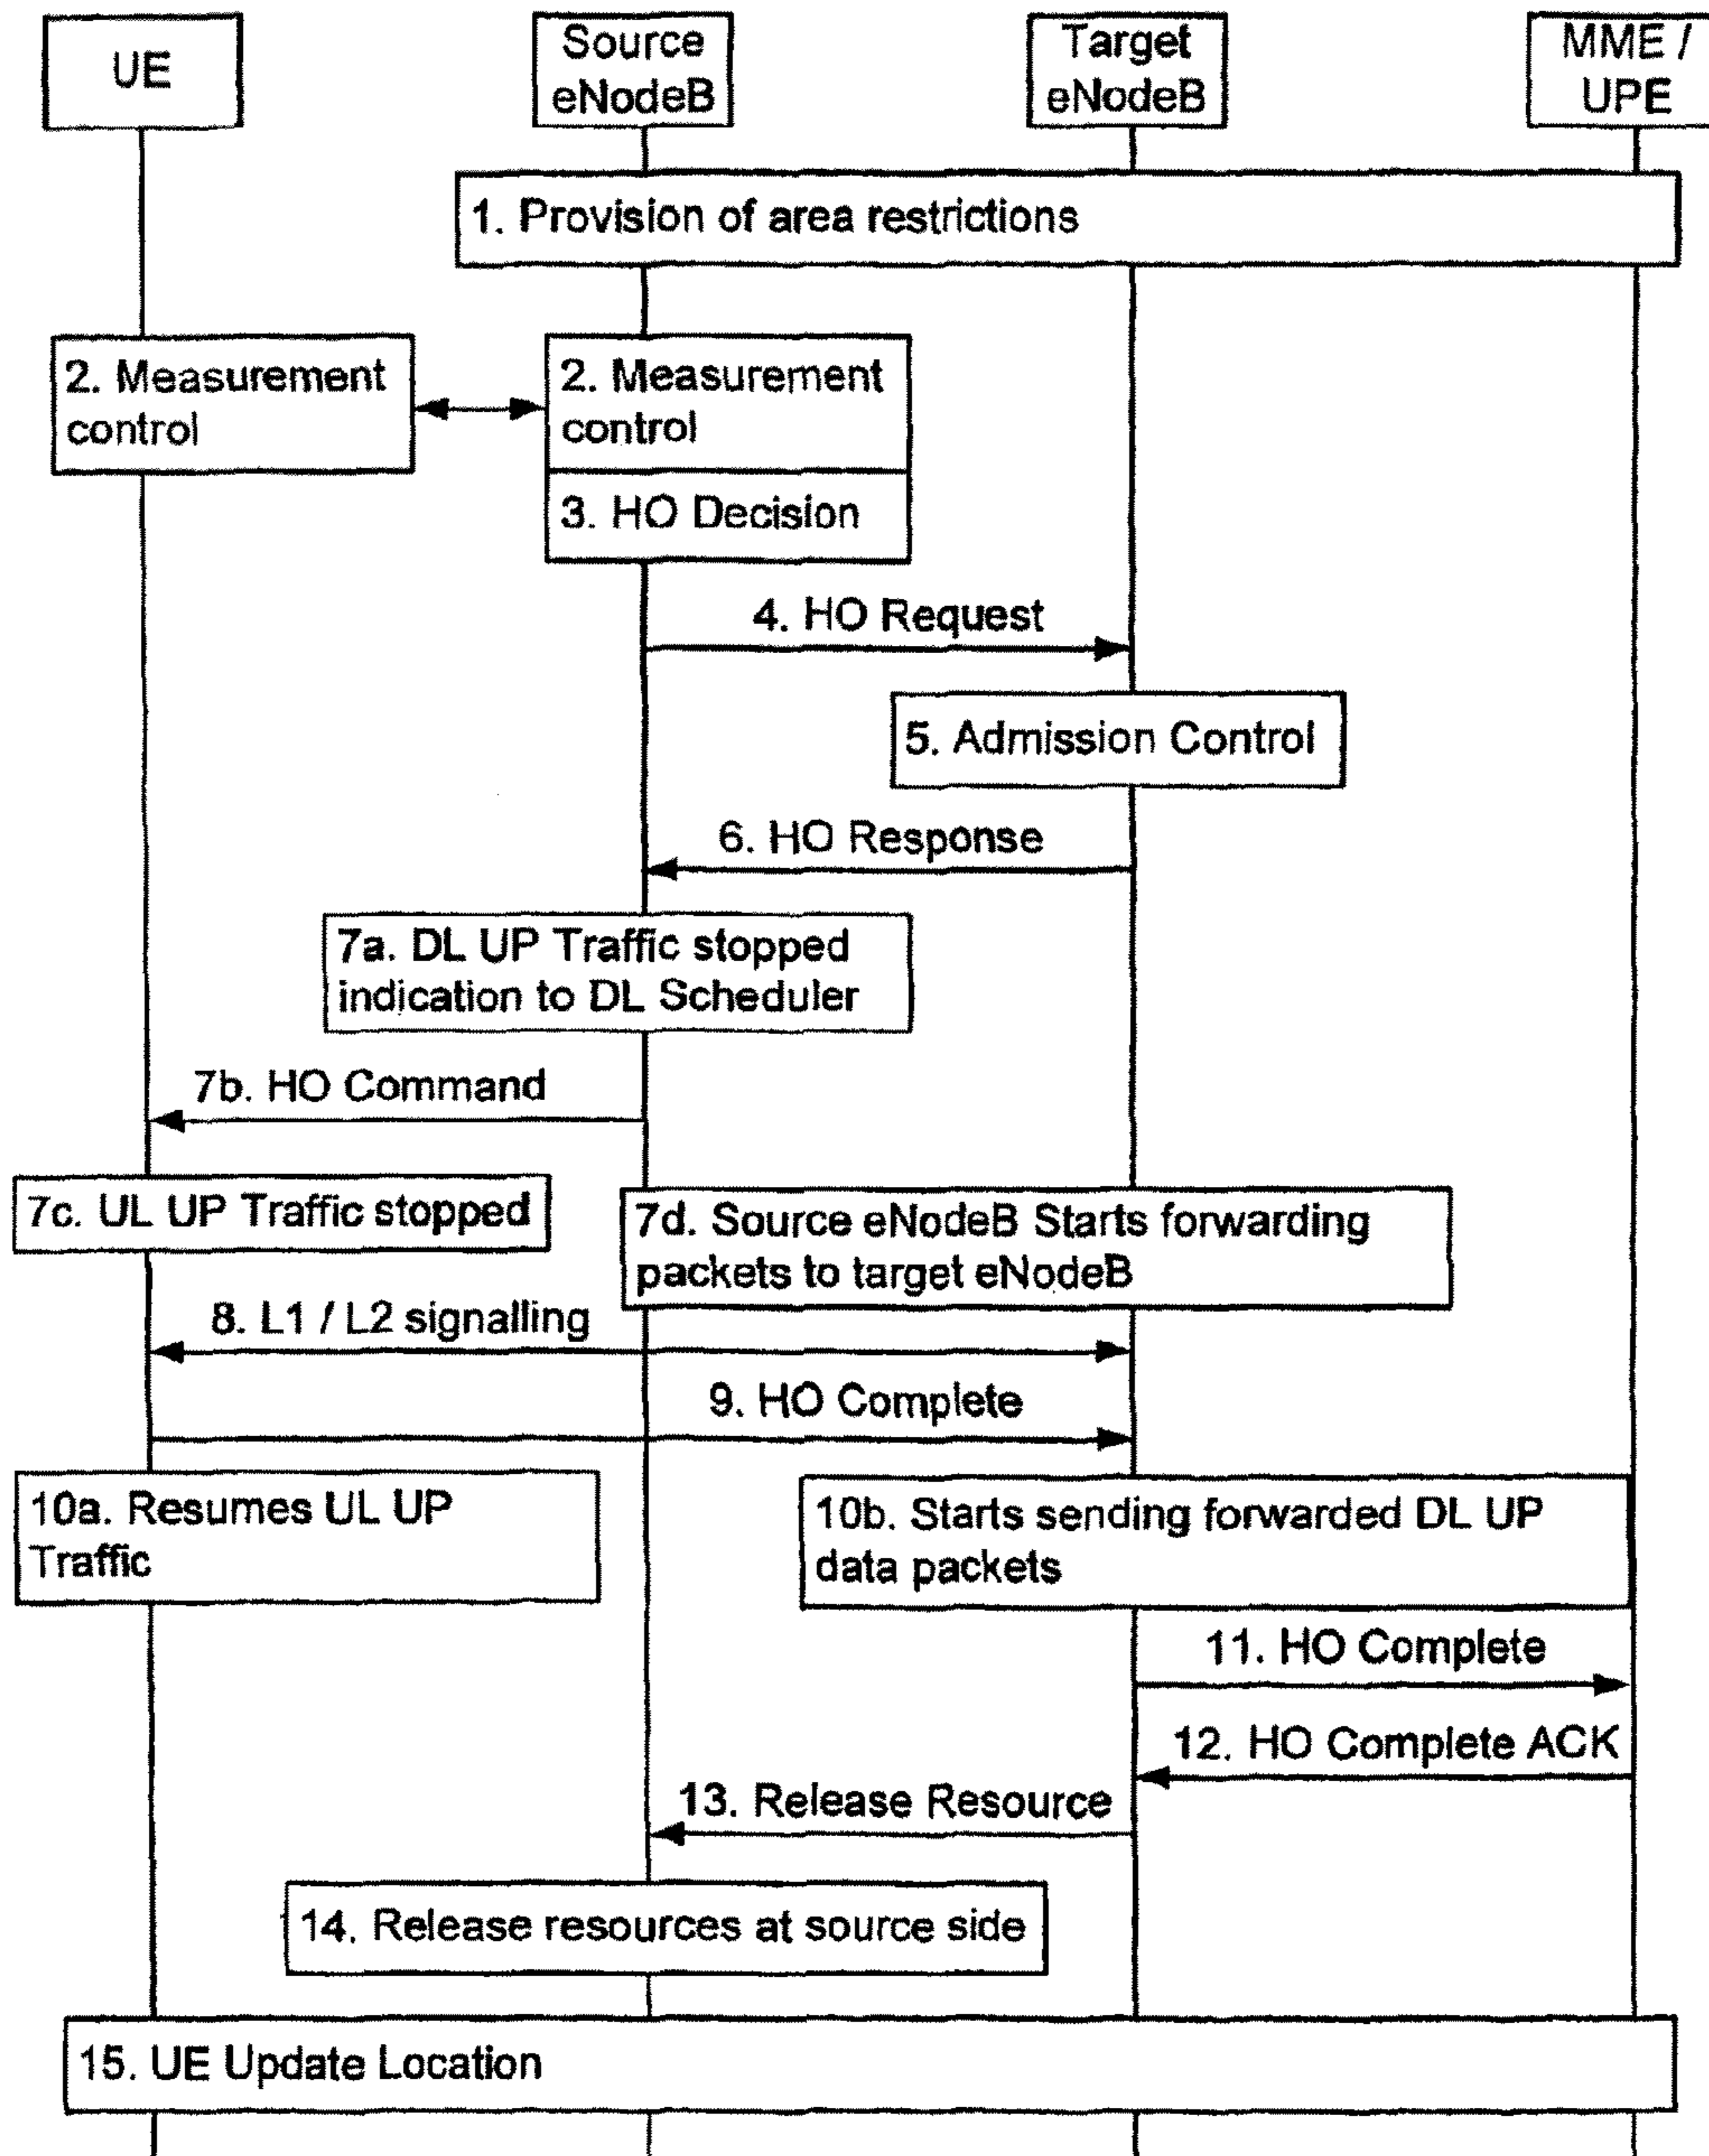 UE
Source
eNodeB
Target
eNodeB
MME /
UPE
1. Provision of area restrictions
2. Measurement
control
2. Measurement
control
3. HO Decision
4. HO Request
5. Admission Control
6. HO Response
7a. DL UP Traffic stopped
indication to DL Scheduler
7b. HO Command
7c. UL UP Traffic stopped
7d. Source eNodeB Starts forwarding
packets to target eNodeB
8. L1 / L2 signalling
9. HO Complete
10a. Resumes UL UP
Traffic
10b. Starts sending forwarded DL UP
data packets
11. HO Complete
12. HO Complete ACK
13. Release Resource
14. Release resources at source side
15. UE Update Location